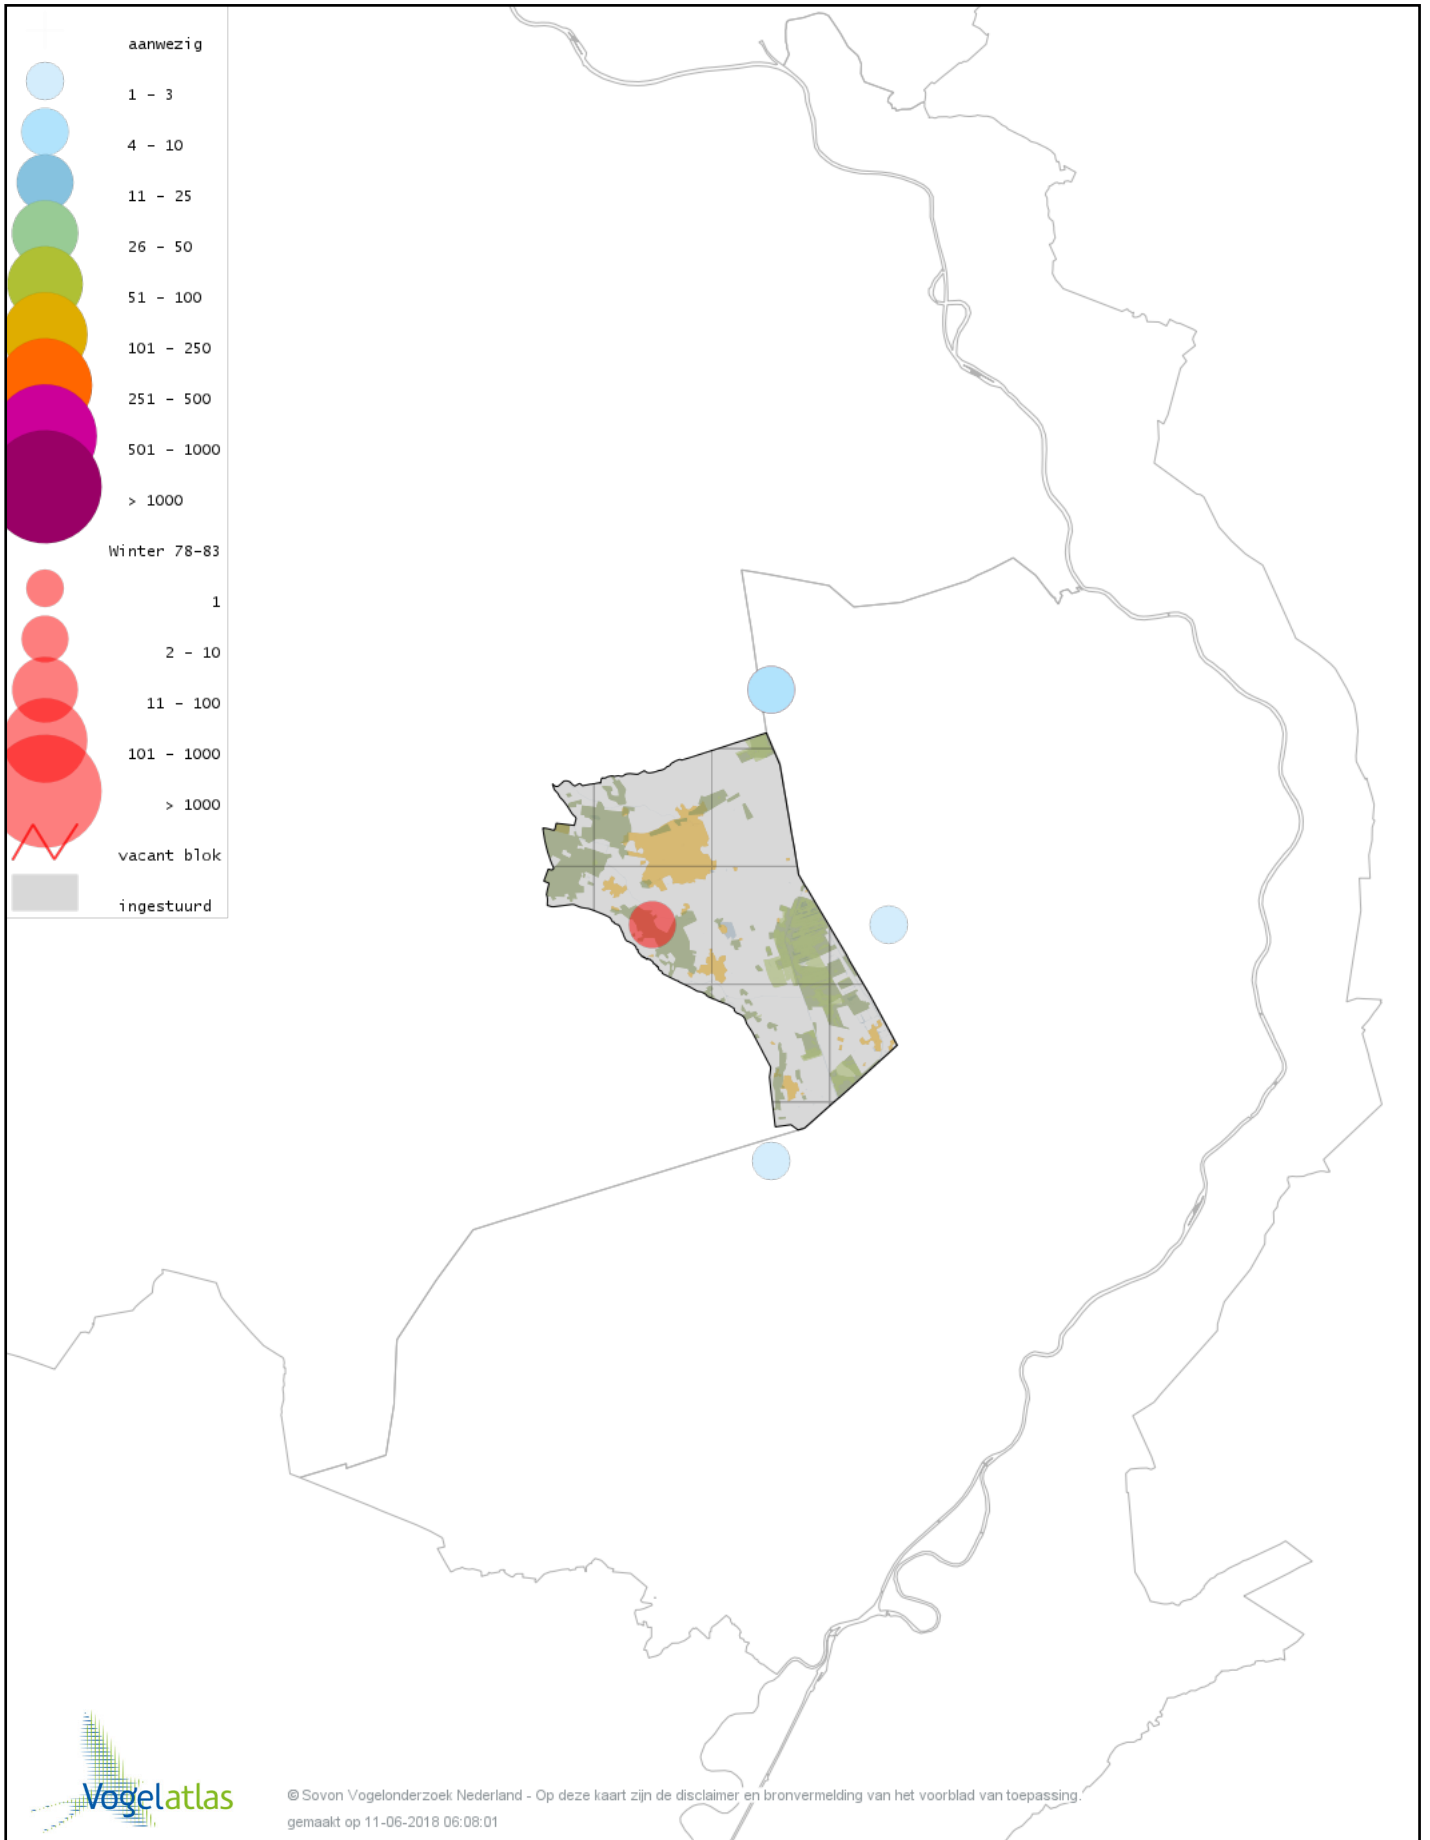 aanwezig
1 - 3
4 - 10
11 - 25
26 - 50
51 - 100
101 - 250
251 - 500
501 - 1000
> 1000
Winter 78-83
1
2 - 10
11 - 100
101 - 1000
> 1000
vacant blok
ingestuurd
Vogelatlas
© Sovon Vogelonderzoek Nederland - Op deze kaart zijn de disclaimer en bronvermelding van het voorblad van toepassing.
gemaakt op 11-06-2018 06:08:01